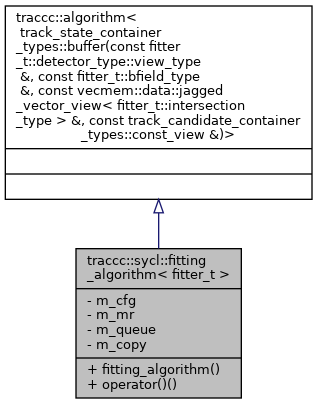 traccc::algorithm<
track_state_container
_types::buffer(const fitter
_t::detector_type::view_type
&, const fitter_t::bfield_type
&, const vecmem::data::jagged
_vector_view< fitter_t::intersection
_type > &, const track_candidate_container
_types::const_view &)>
traccc::sycl::fitting
_algorithm< fitter_t >
- m_cfg
- m_mr
- m_queue
- m_copy
+ fitting_algorithm()
+ operator()()